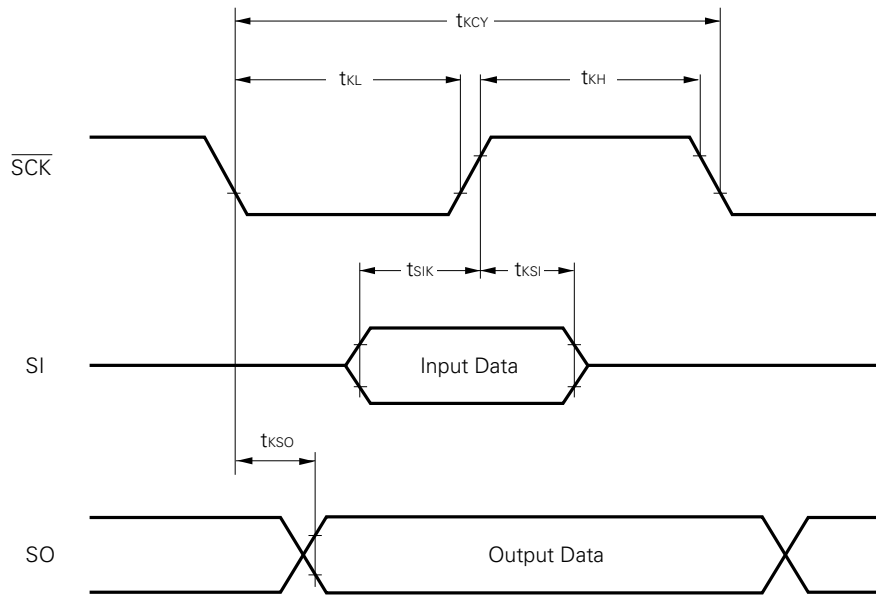 tKCY
tKL
tKH
SCK
tSIK
tKSI
SI
Input Data
tKSO
SO
Output Data